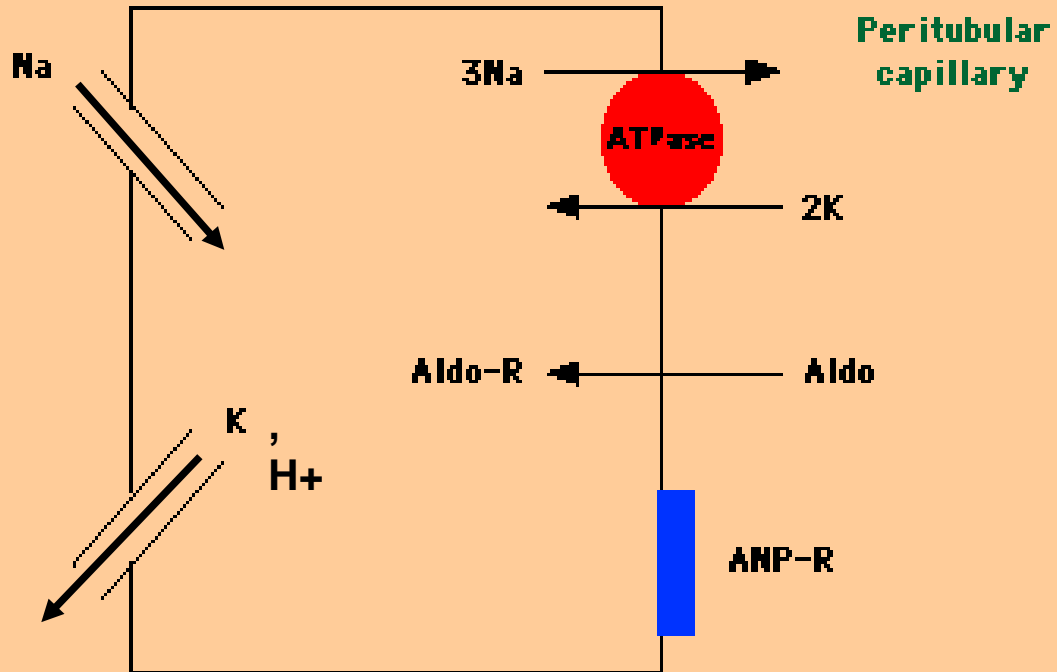 Peritubular
capillary
Na
3Na
ATPase
2K
Aldo-R
Aldo
K ,
H+
ANP-R